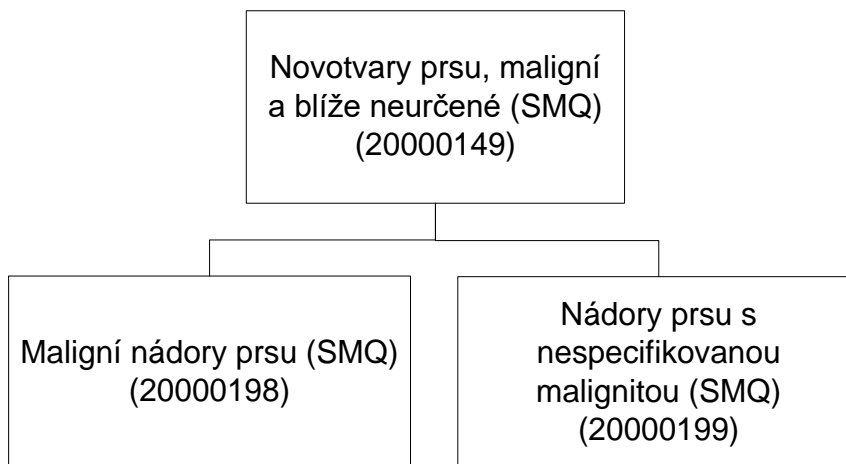 Novotvary prsu, maligní
a blíže neurčené (SMQ)
(20000149)
Maligní nádory prsu (SMQ)
(20000198)
Nádory prsu s
nespecifikovanou
malignitou (SMQ)
(20000199)